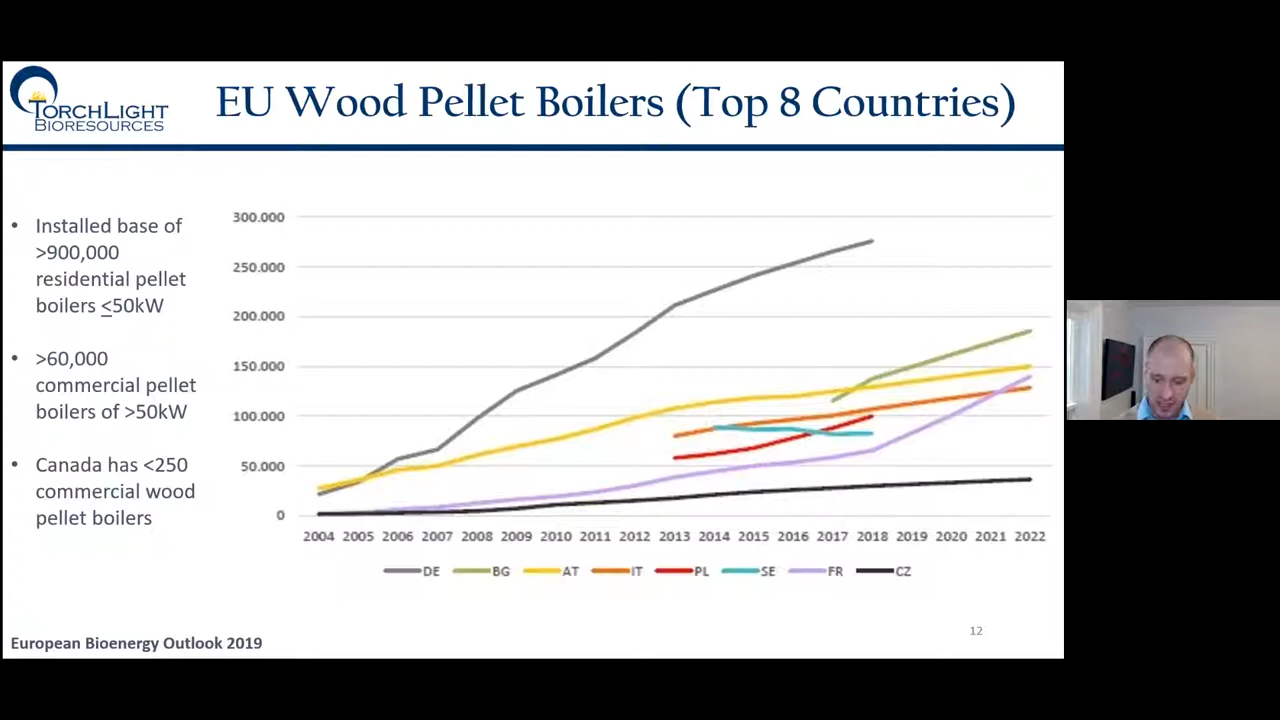 TORCHLIGHT
BIORESOURCES
EU Wood Pellet Boilers (Top 8 Countries)
• Installed base of
>900,000
residential pellet
boilers <50kW
• >60,000
commercial pellet
boilers of >50kW
• Canada has <250
commercial wood
pellet boilers
300.000
250.000
200.000
150.000
100.000
50.000
0
2004 2005 2006 2007 2008 2009 2010 2011 2012 2013 2014 2015 2016 2017 2018 2019 2020 2021 2022
DE BG AT IT PL SE FR CZ
12
European Bioenergy Outlook 2019